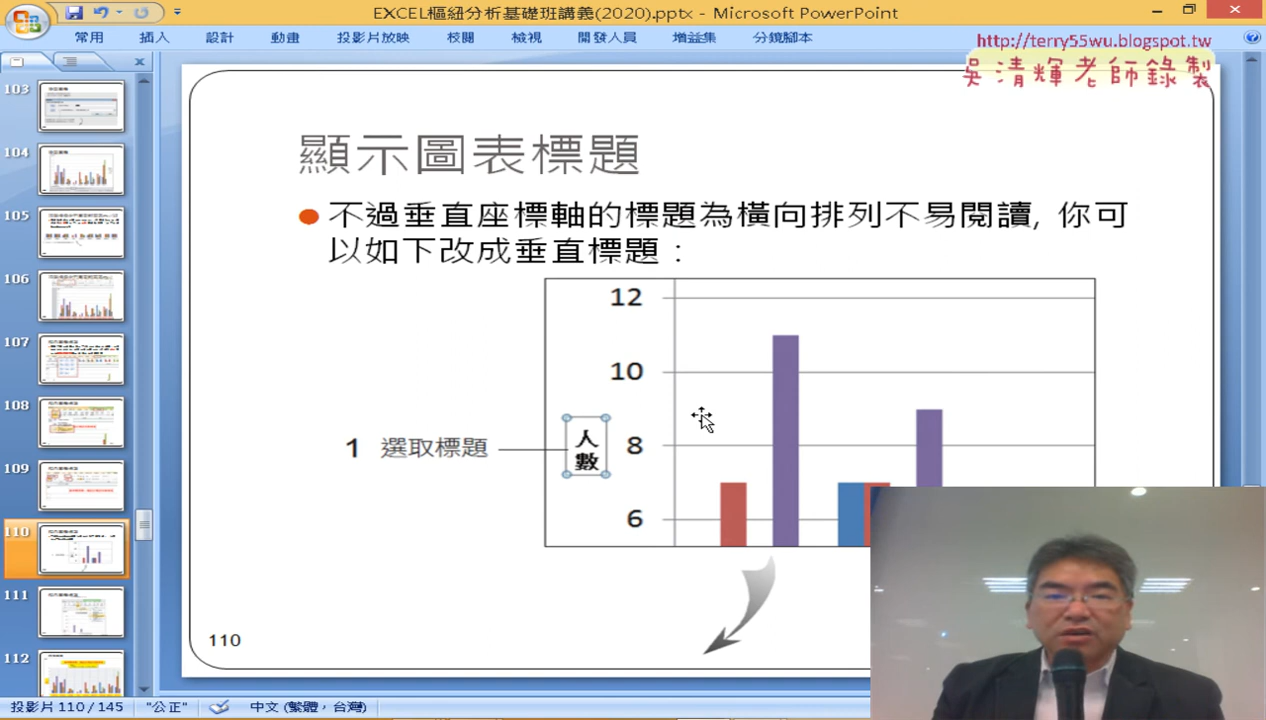 EXCEL樞紐分析基礎班講義(2020).pptx - Microsoft PowerPoint
常用 插入 設計 動畫 投影片放映 校閱 檢視 開發人員 增益集 分鏡腳本
http://terry55wu.blogspot.tw
吳清輝老師錄製
103
104
105
106
107
108
109
110
111
112
顯示圖表標題
不過垂直座標軸的標題為橫向排列不易閱讀, 你可
以如下改成垂直標題：
12
10
8
6
人
數
1 選取標題
110
投影片 110 / 145 "公正" 中文 (繁體，台灣)